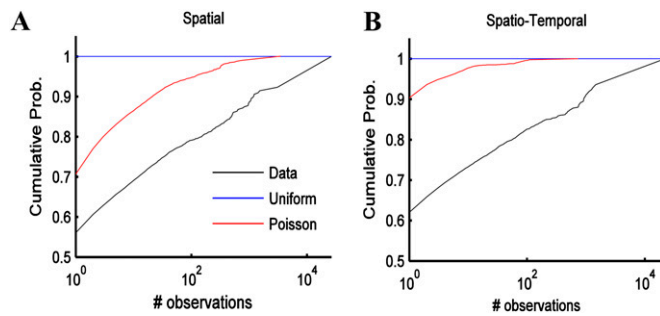 A
Spatial
Cumulative Prob.
1
0.9
0.8
0.7
0.6
0.5
Data
Uniform
Poisson
10^0
10^2
10^4
# observations
B
Spatio-Temporal
Cumulative Prob.
1
0.9
0.8
0.7
0.6
0.5
10^0
10^2
10^4
# observations